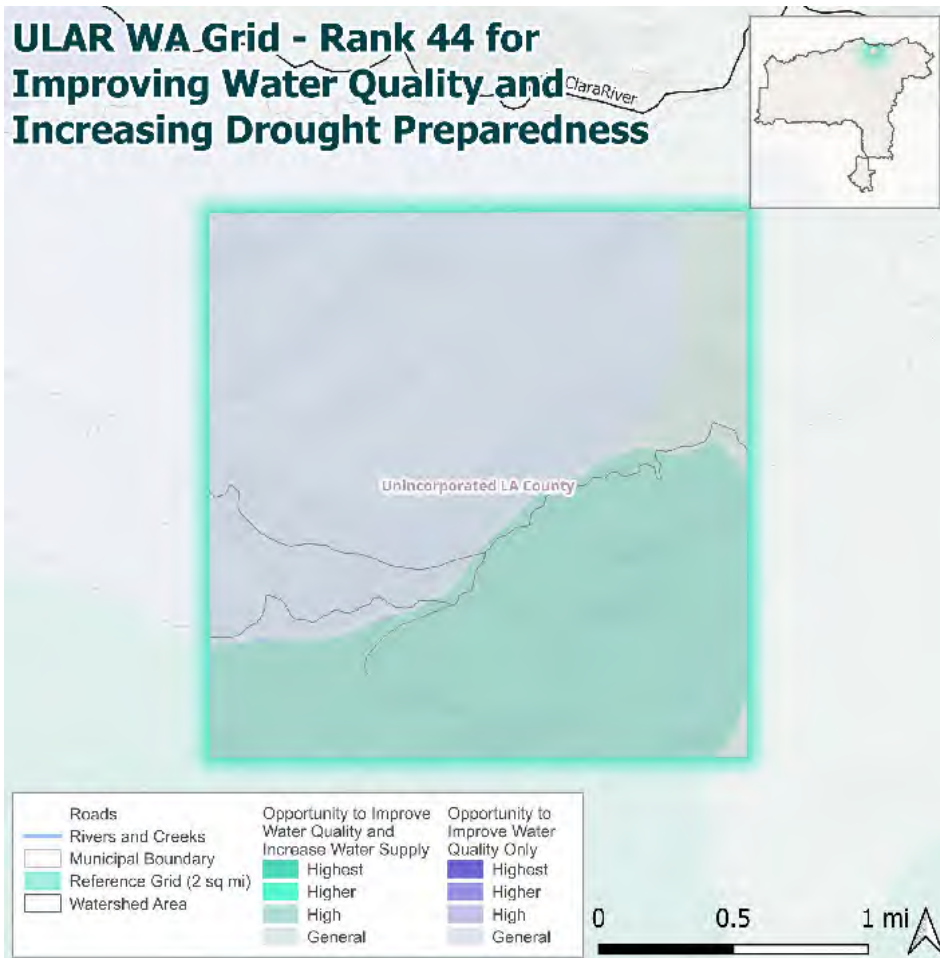 ULAR WA Grid - Rank 44 for
Improving Water Quality and
Increasing Drought Preparedness
ClaraRiver
Unincorporated LA County
Roads
Rivers and Creeks
Municipal Boundary
Reference Grid (2 sq mi)
Watershed Area
Opportunity to Improve
Water Quality and
Increase Water Supply
Highest
Higher
High
General
Opportunity to
Improve Water
Quality Only
Highest
Higher
High
General
0 0.5 1 mi